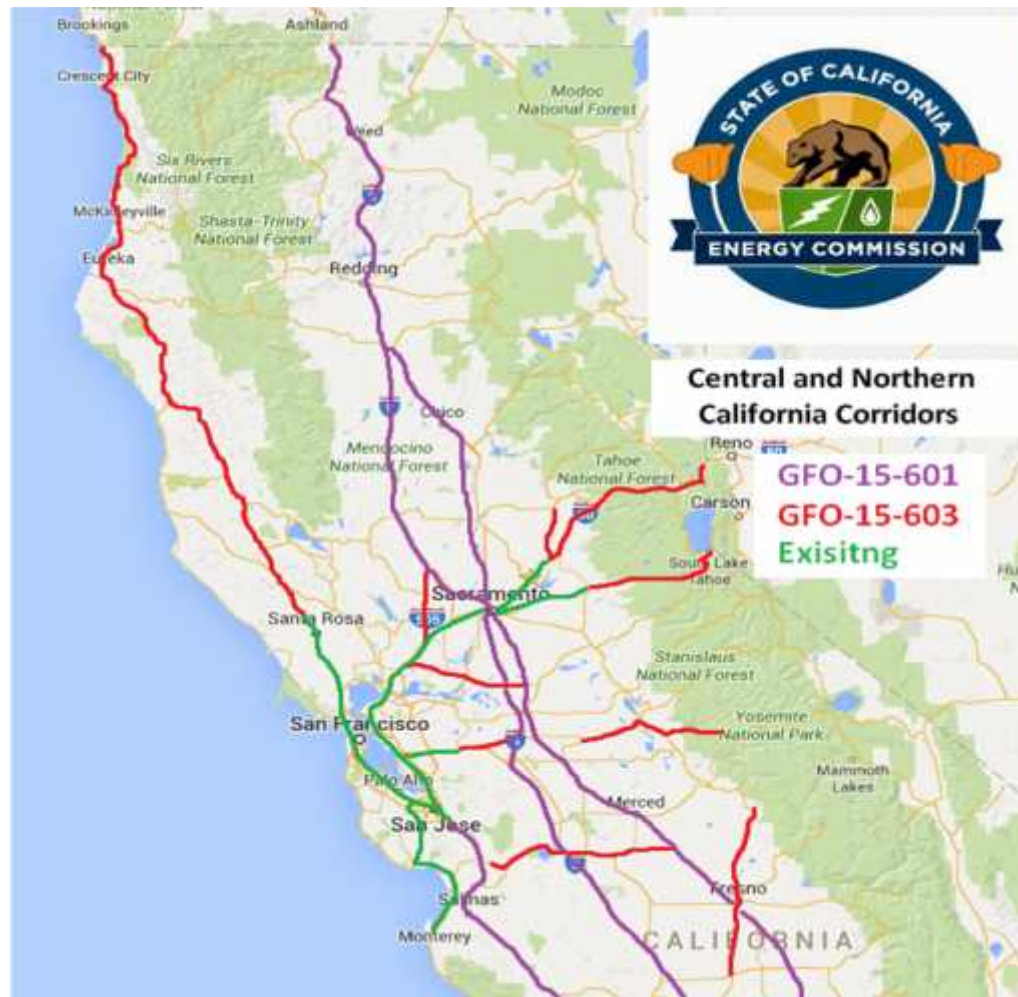 Brookings
Ashland
Crescent City
Modoc
National Forest
Weed
Six Rivers
National Forest
McKinleyville
Shasta-Trinity
National Forest
Eureka
Redding
STATE OF CALIFORNIA
ENERGY COMMISSION
Central and Northern
California Corridors
Chico
Mendocino
National Forest
Reno
Tahoe
National Forest
Carson
GFO-15-601
GFO-15-603
Exisitng
South Lake
Tahoe
Sacramento
Santa Rosa
Stanislaus
National Forest
San Francisco
Yosemite
National Park
Mammoth
Lakes
Palo Alto
Merced
San Jose
Fresno
Salinas
Monterey
CALIFORNIA